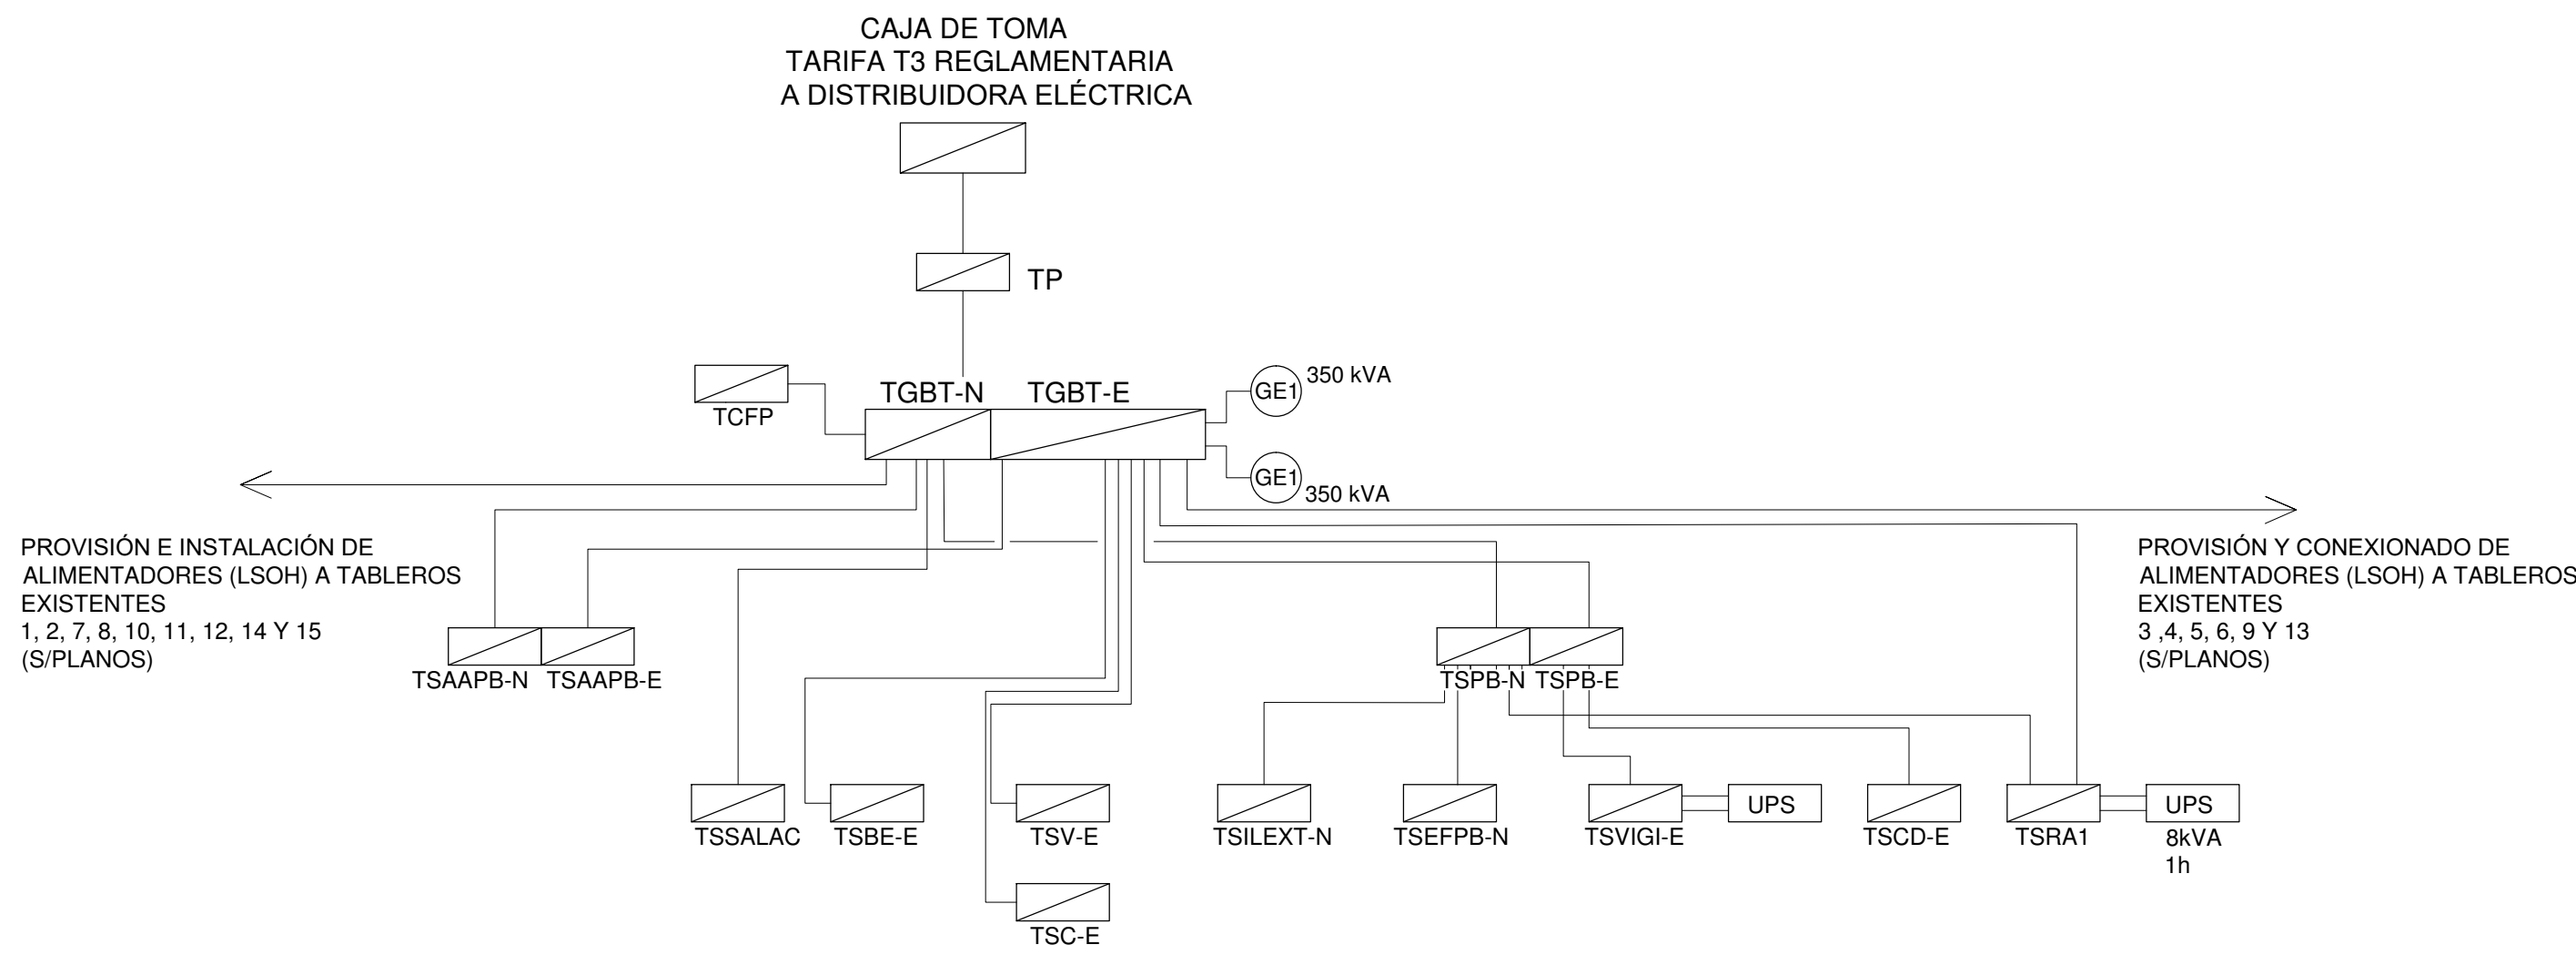 CAJA DE TOMA
TARIFA T3 REGLAMENTARIA
A DISTRIBUIDORA ELÉCTRICA
TP
TCFP
TGBT-N
TGBT-E
GE1
350 kVA
GE1
350 kVA
PROVISIÓN E INSTALACIÓN DE
ALIMENTADORES (LSOH) A TABLEROS
EXISTENTES
1, 2, 7, 8, 10, 11, 12, 14 Y 15
(S/PLANOS)
PROVISIÓN Y CONEXIONADO DE
ALIMENTADORES (LSOH) A TABLEROS
EXISTENTES
3 ,4, 5, 6, 9 Y 13
(S/PLANOS)
TSAAPB-N
TSAAPB-E
TSPB-N
TSPB-E
TSSALAC
TSBE-E
TSV-E
TSILEXT-N
TSEFPB-N
TSVIGI-E
UPS
TSCD-E
TSRA1
UPS
8kVA
1h
TSC-E